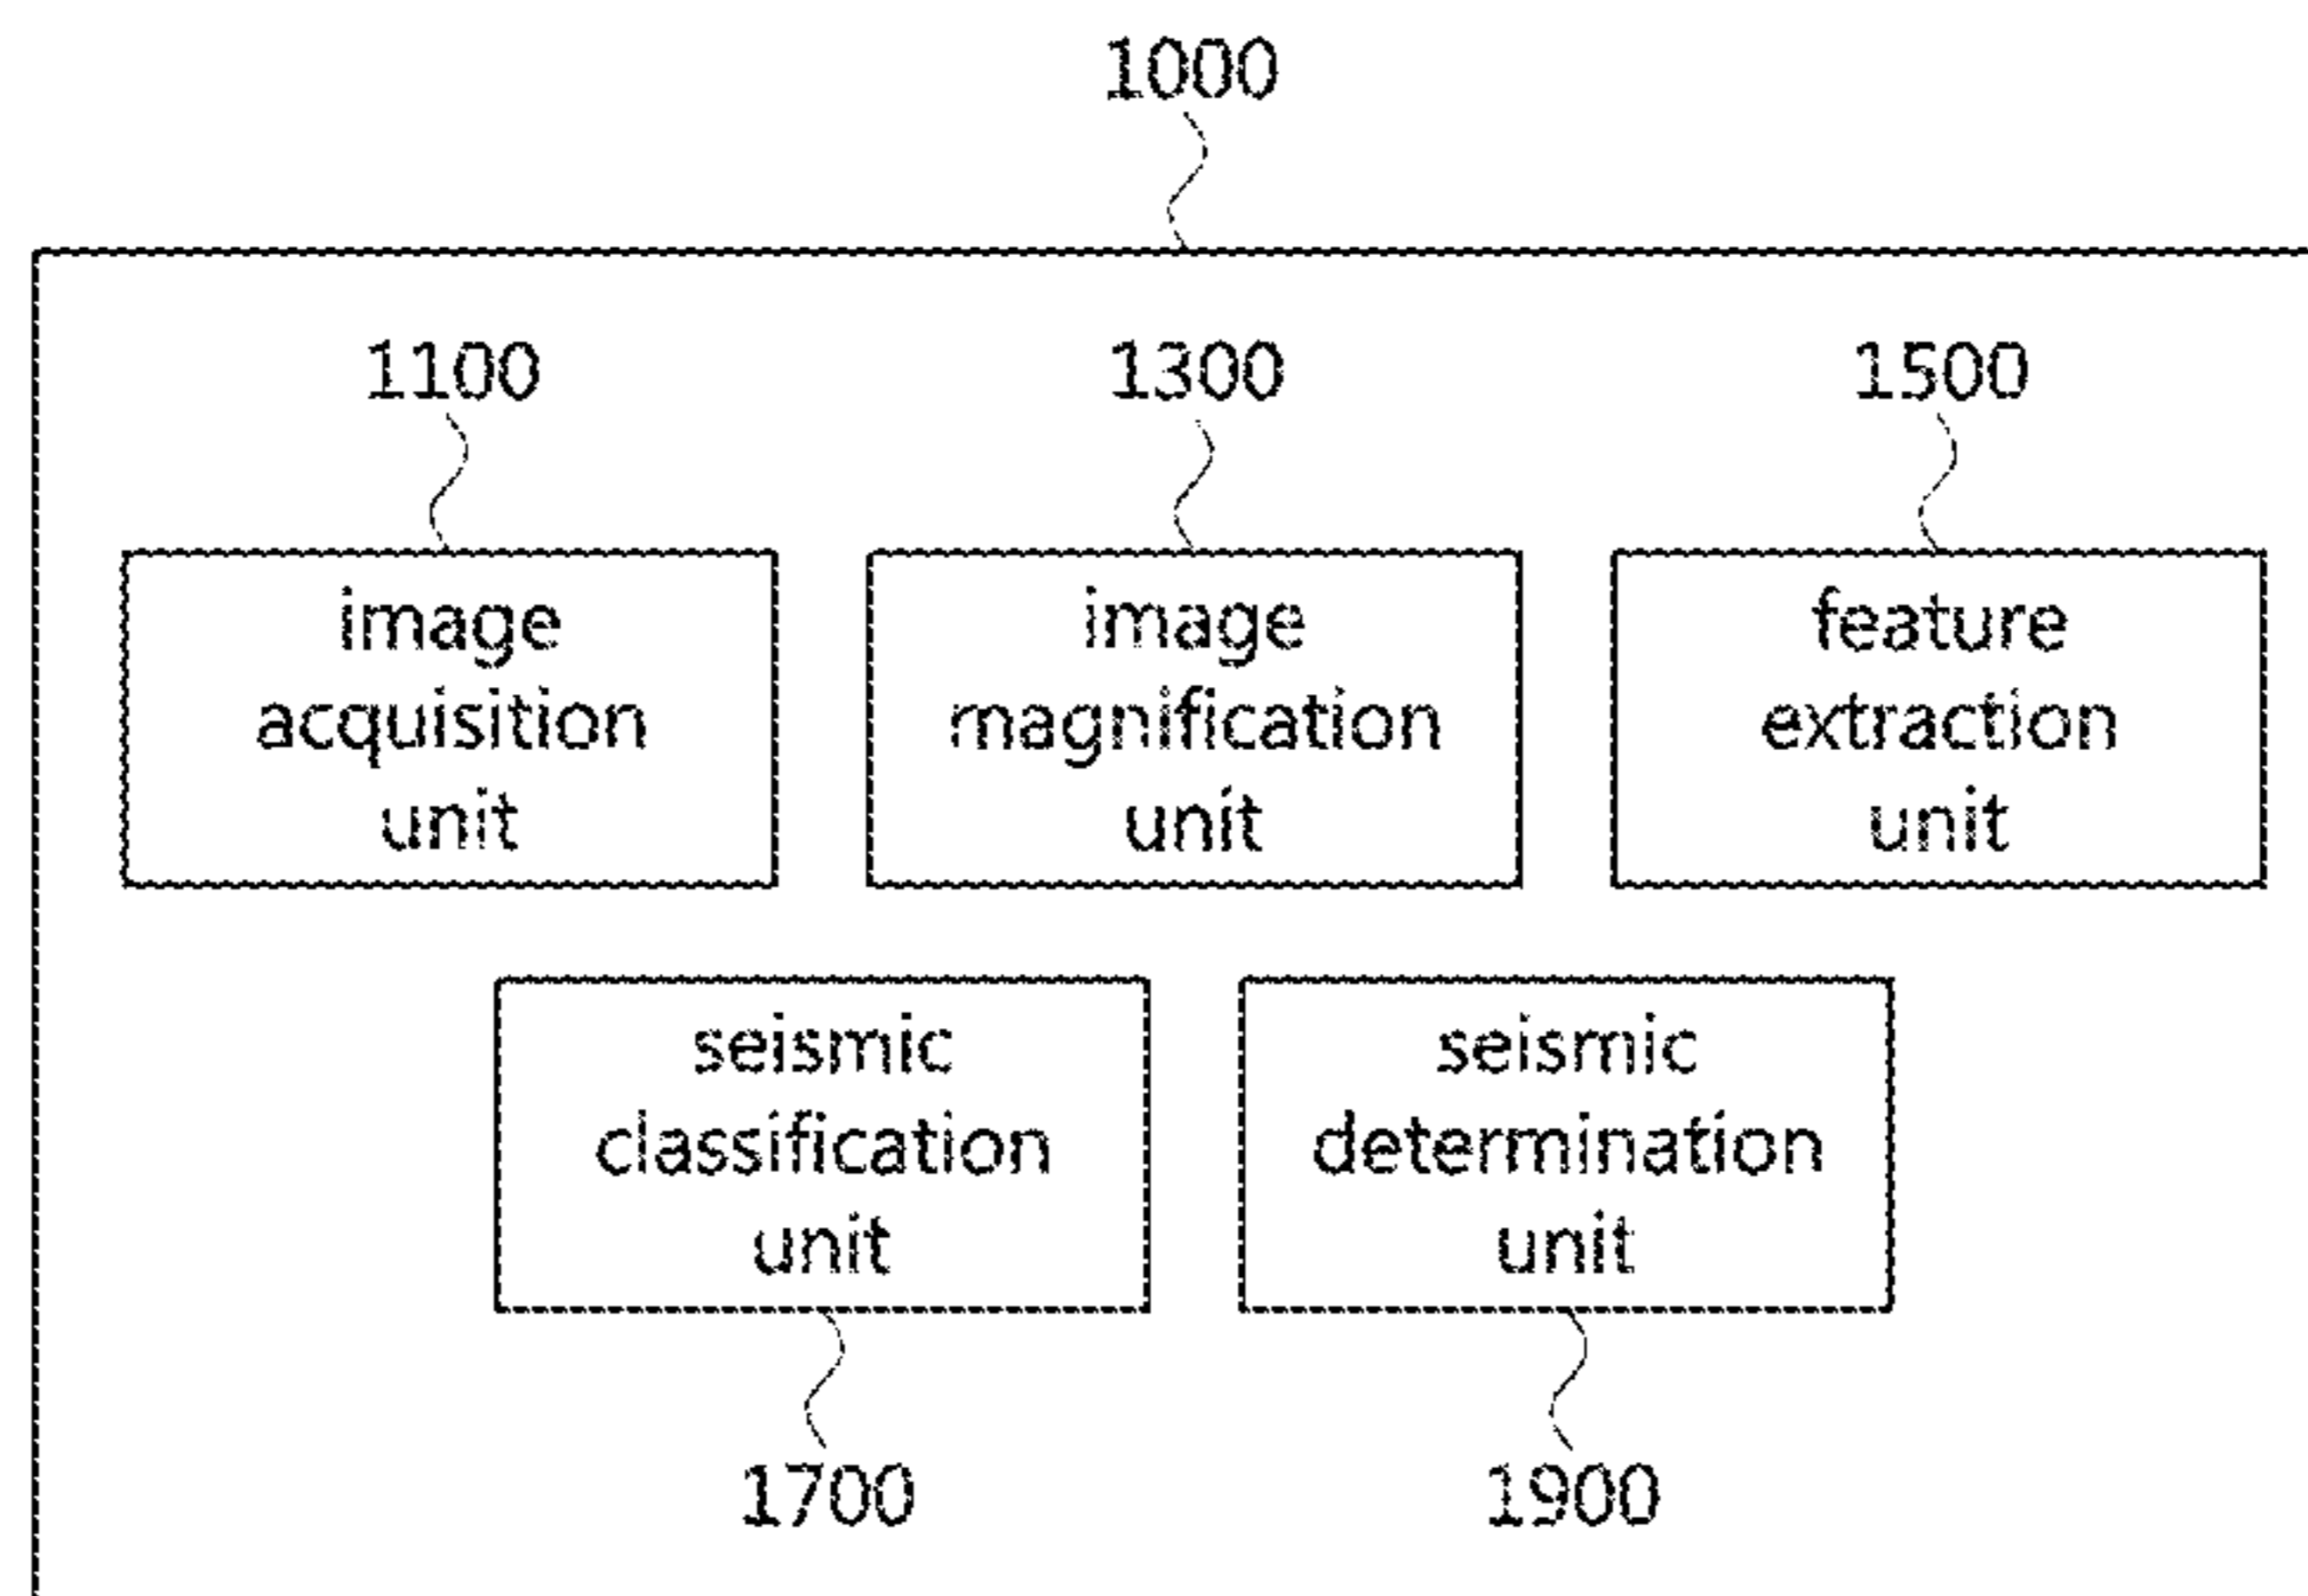 1000
1100
1300
1500
image
acquisition
unit
image
magnification
unit
feature
extraction
unit
seismic
classification
unit
seismic
determination
unit
1700
1900